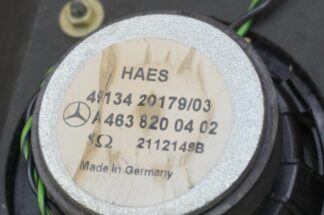 HAES
49134 20179/03
A 463 820 04 02
Ω 2112149B
Made in Germany